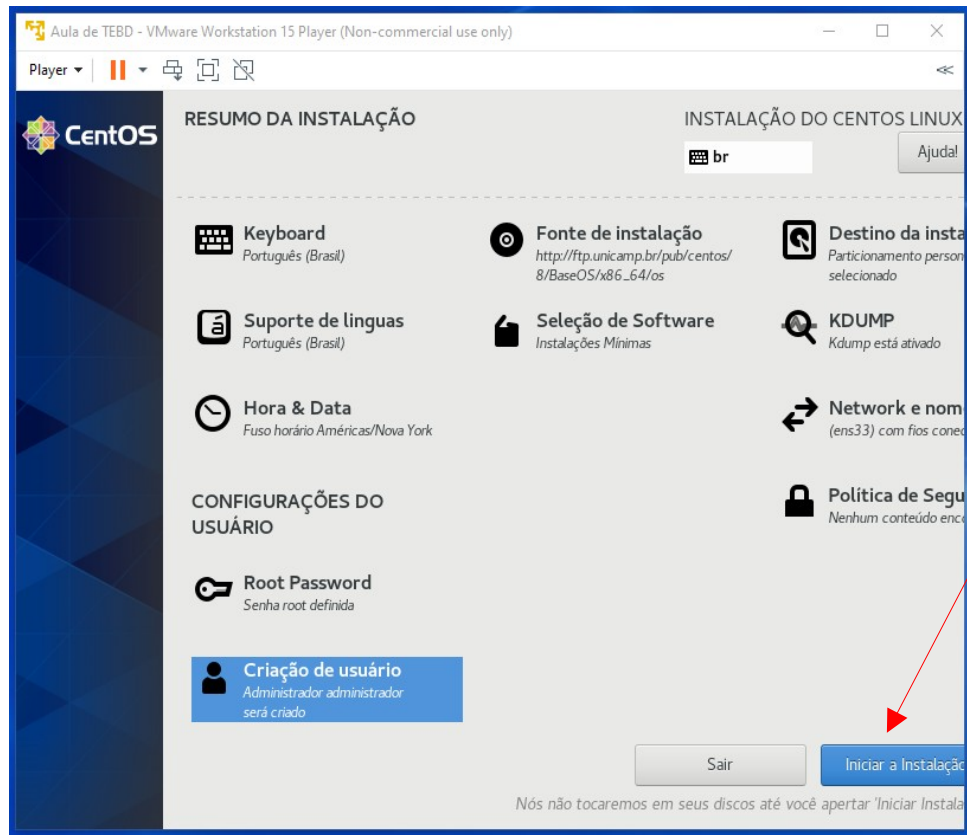 Aula de TEBD - VMware Workstation 15 Player (Non-commercial use only)
Player
CentOS
RESUMO DA INSTALAÇÃO
INSTALAÇÃO DO CENTOS LINUX
br
Ajuda!
Keyboard
Português (Brasil)
Fonte de instalação
http://ftp.unicamp.br/pub/centos/
8/BaseOS/x86_64/os
Destino da insta
Particionamento person
selecionado
Suporte de linguas
Português (Brasil)
Seleção de Software
Instalações Mínimas
KDUMP
Kdump está ativado
Hora & Data
Fuso horário Américas/Nova York
Network e nom
(ens33) com fios conec
CONFIGURAÇÕES DO
USUÁRIO
Política de Segu
Nenhum conteúdo enco
Root Password
Senha root definida
Criação de usuário
Administrador administrador
será criado
Sair
Iniciar a Instalação
Nós não tocaremos em seus discos até você apertar 'Iniciar Instala